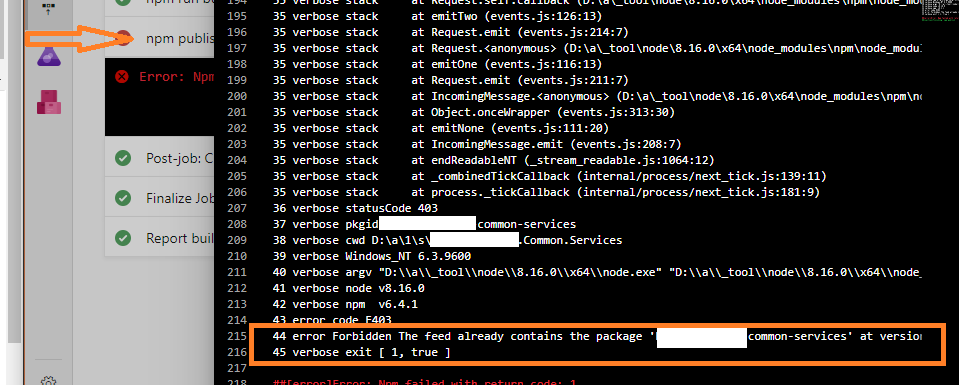 npm run bu
npm publis
Error: Npm
Post-job: C
Finalize Job
Report buil
194 35 verbose stack at Request.self.callback (D:\a\_tool\node\8.16.0\x64\node_modules\npm\nod
195 35 verbose stack at emitTwo (events.js:126:13)
196 35 verbose stack at Request.emit (events.js:214:7)
197 35 verbose stack at Request.<anonymous> (D:\a\_tool\node\8.16.0\x64\node_modules\npm\node_
198 35 verbose stack at emitOne (events.js:116:13)
199 35 verbose stack at Request.emit (events.js:211:7)
200 35 verbose stack at IncomingMessage.<anonymous> (D:\a\_tool\node\8.16.0\x64\node_modules\npm\no
201 35 verbose stack at Object.onceWrapper (events.js:313:30)
202 35 verbose stack at emitNone (events.js:111:20)
203 35 verbose stack at IncomingMessage.emit (events.js:208:7)
204 35 verbose stack at endReadableNT (_stream_readable.js:1064:12)
205 35 verbose stack at _combinedTickCallback (internal/process/next_tick.js:139:11)
206 35 verbose stack at process._tickCallback (internal/process/next_tick.js:181:9)
207 36 verbose statusCode 403
208 37 verbose pkgid common-services
209 38 verbose cwd D:\a\1\s\ .Common.Services
210 39 verbose Windows_NT 6.3.9600
211 40 verbose argv "D:\\a\\_tool\\node\\8.16.0\\x64\\node.exe" "D:\\a\\_tool\\node\\8.16.0\\x64\\node_
212 41 verbose node v8.16.0
213 42 verbose npm v6.4.1
214 43 error code E403
215 44 error Forbidden The feed already contains the package ' common-services' at version
216 45 verbose exit [ 1, true ]
217
218 ##[error]Error: Npm failed with return code: 1